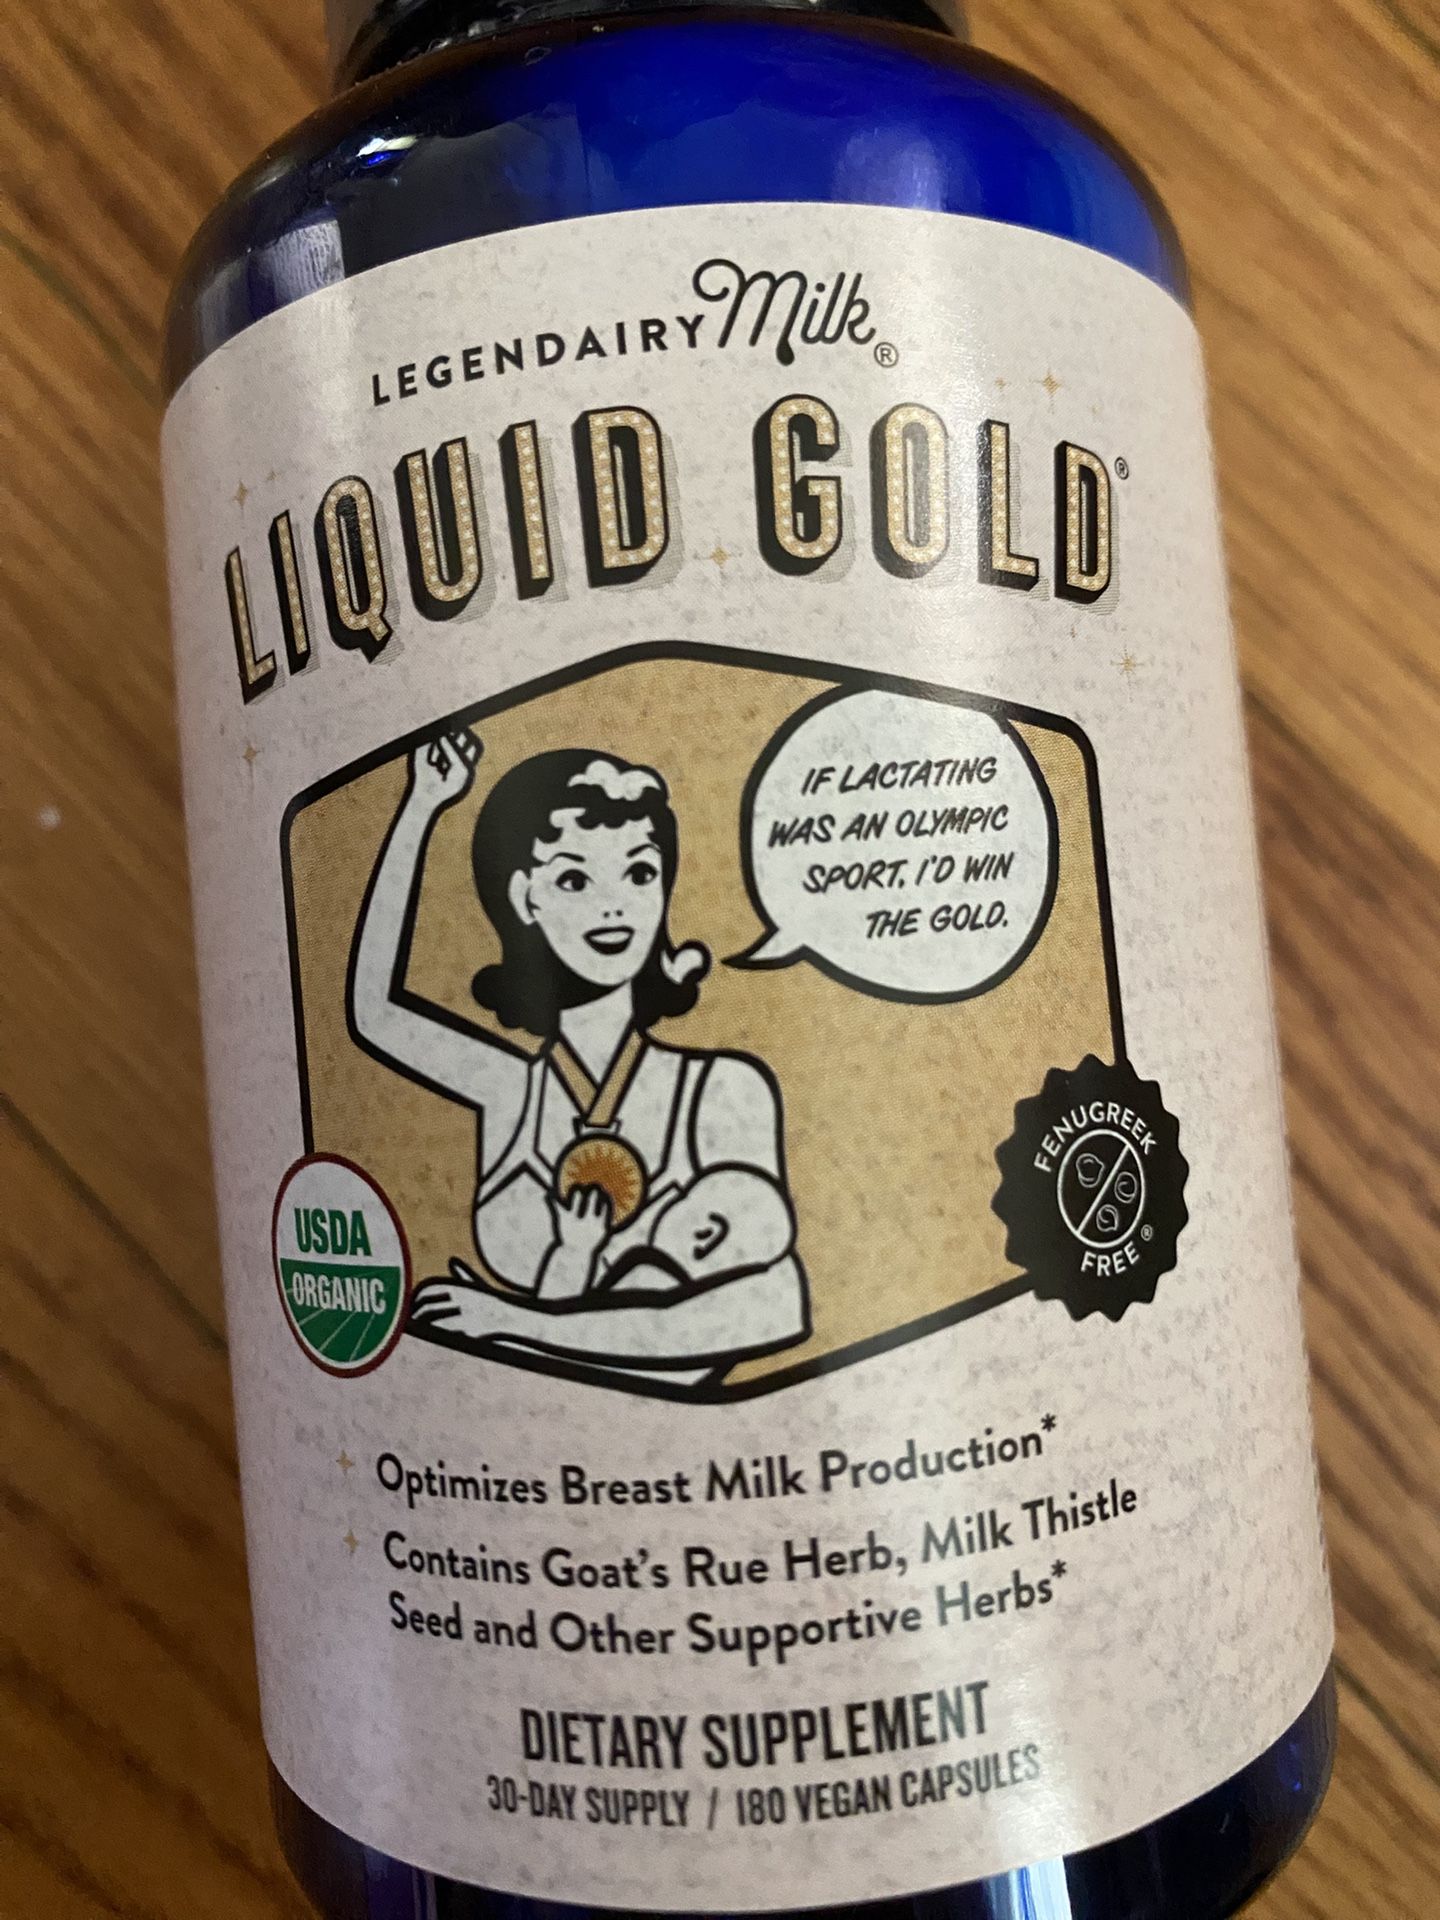 LEGENDAIRY Milk®
LIQUID GOLD®
IF LACTATING
WAS AN OLYMPIC
SPORT, I'D WIN
THE GOLD.
FENUGREEK
FREE®
USDA
ORGANIC
Optimizes Breast Milk Production*
Contains Goat's Rue Herb, Milk Thistle
Seed and Other Supportive Herbs*
DIETARY SUPPLEMENT
30-DAY SUPPLY / 180 VEGAN CAPSULES